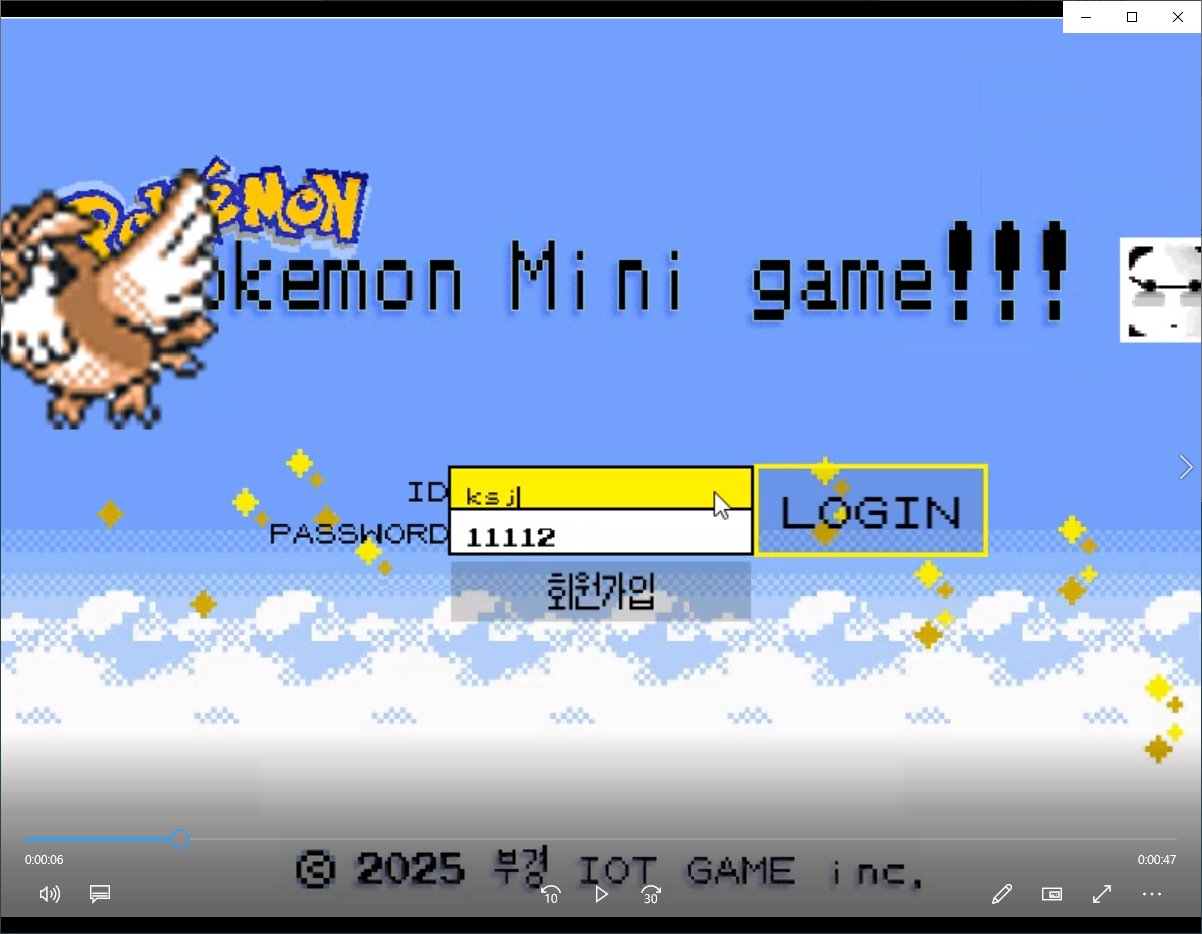 POKéMON
okemon Mini game!!!
ID ksj
PASSWORD 11112
LOGIN
회원가입
© 2025 부경 IOT GAME inc,
0:00:06
0:00:47
10
30